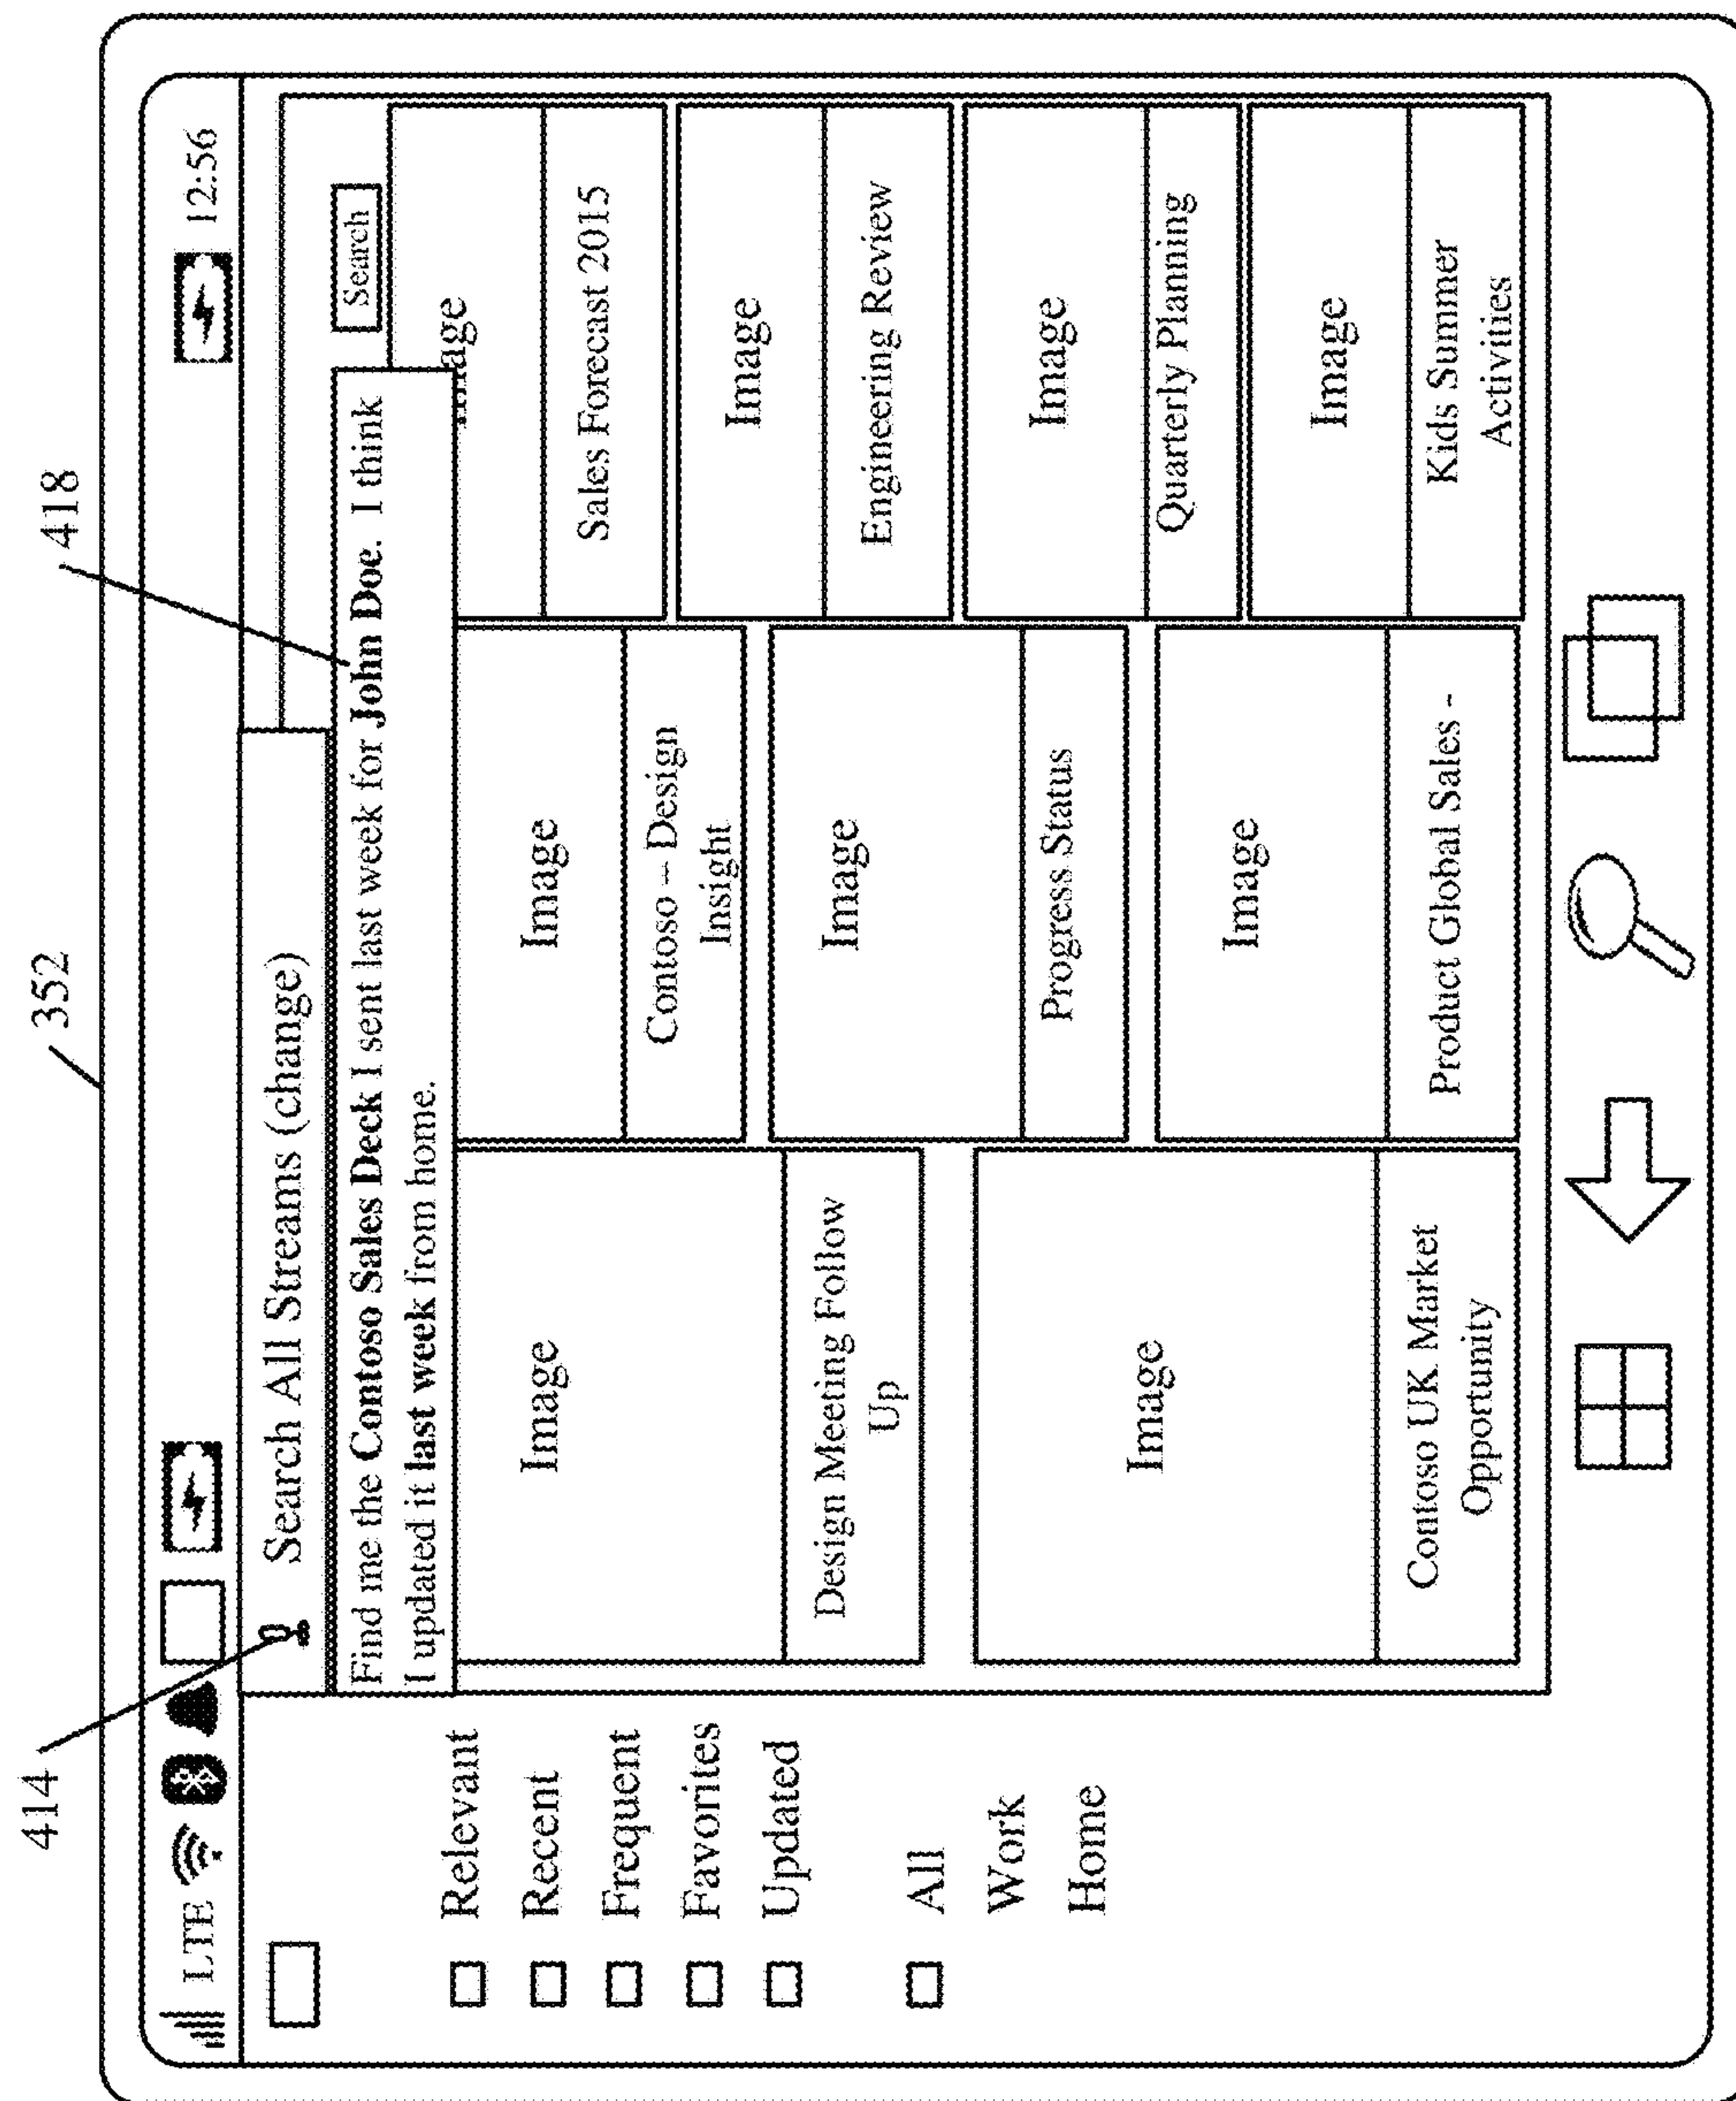 352
414
418
LTE
12:56
Search All Streams (change)
Find me the Contoso Sales Deck I sent last week for John Doe. I think
I updated it last week from home.
Search
Relevant
Recent
Frequent
Favorites
Updated
All
Work
Home
Image
Design Meeting Follow
Up
Image
Contoso UK Market
Opportunity
Image
Contoso – Design
Insight
Image
Progress Status
Image
Product Global Sales -
Image
Sales Forecast 2015
Image
Engineering Review
Image
Quarterly Planning
Image
Kids Summer
Activities